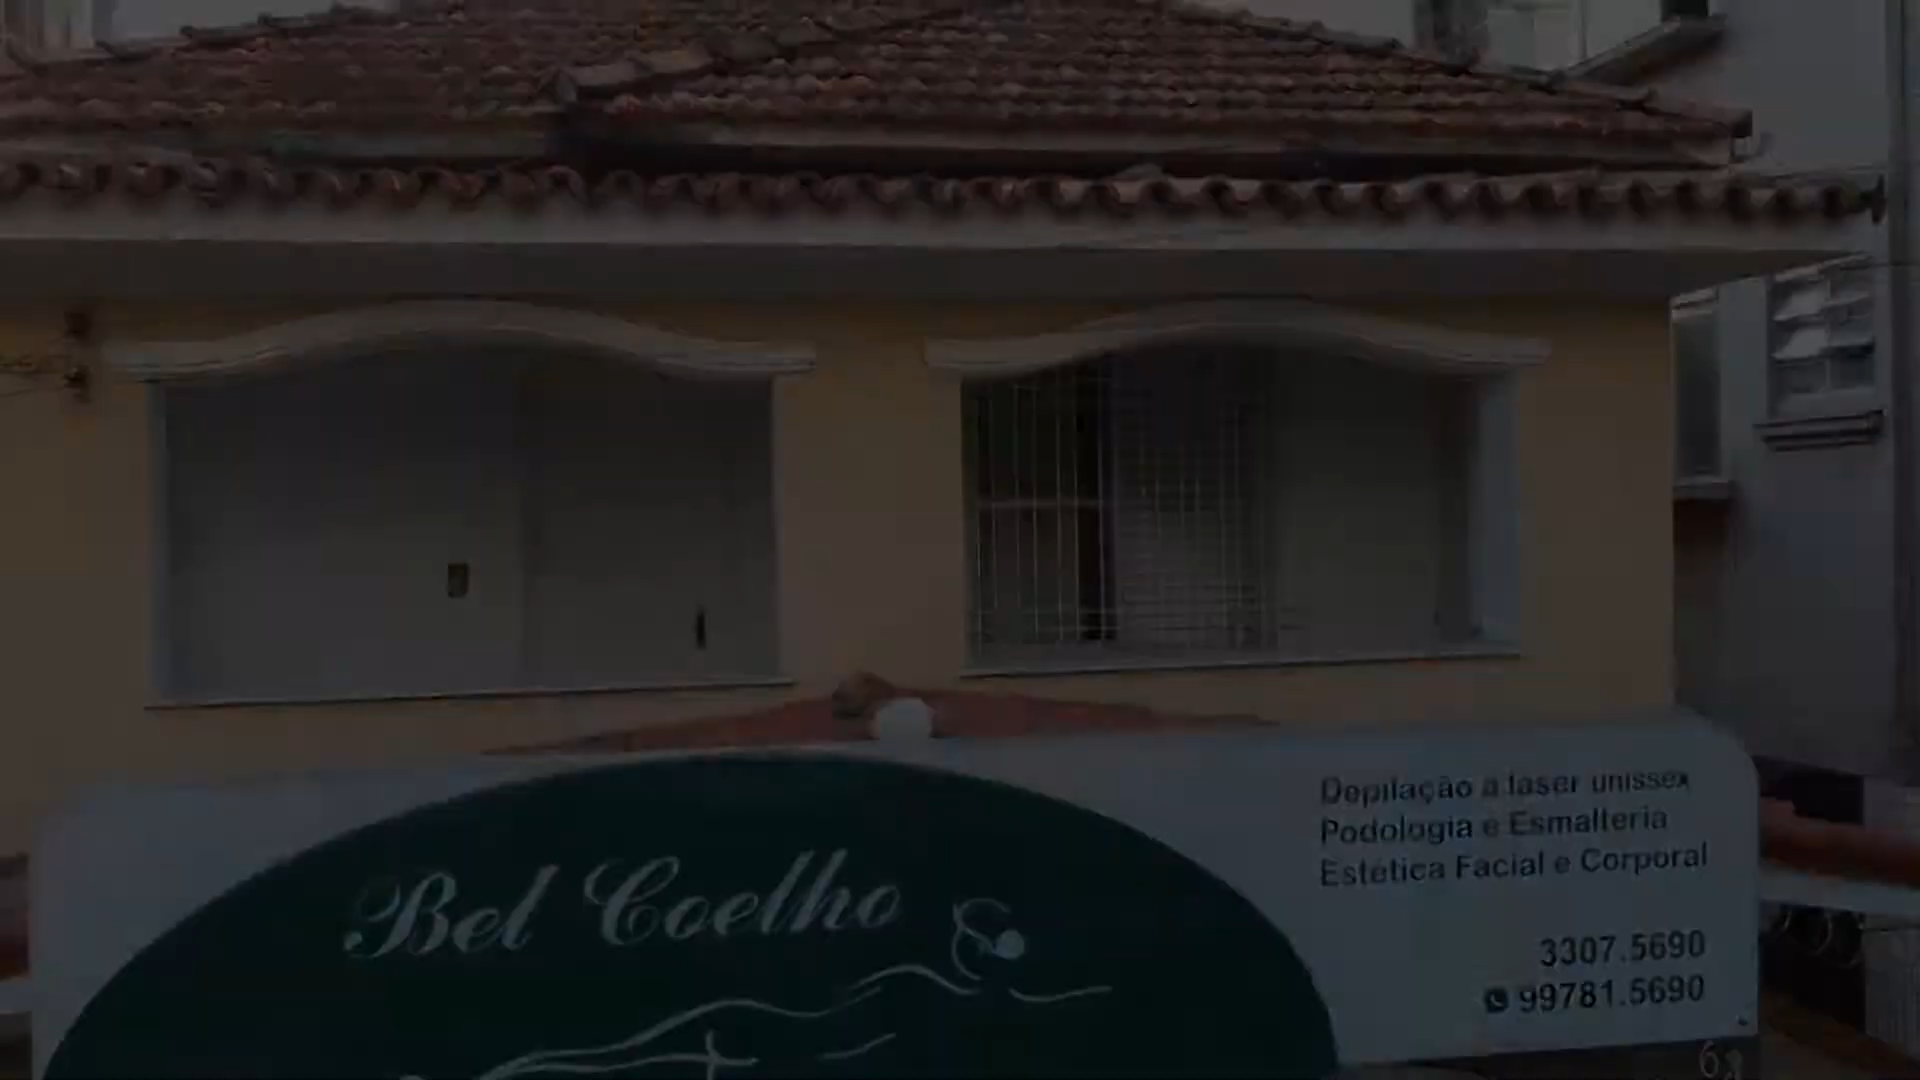 Bel Coelho
Depilação a laser unissex
Podologia e Esmalteria
Estética Facial e Corporal
3307.5690
99781.5690